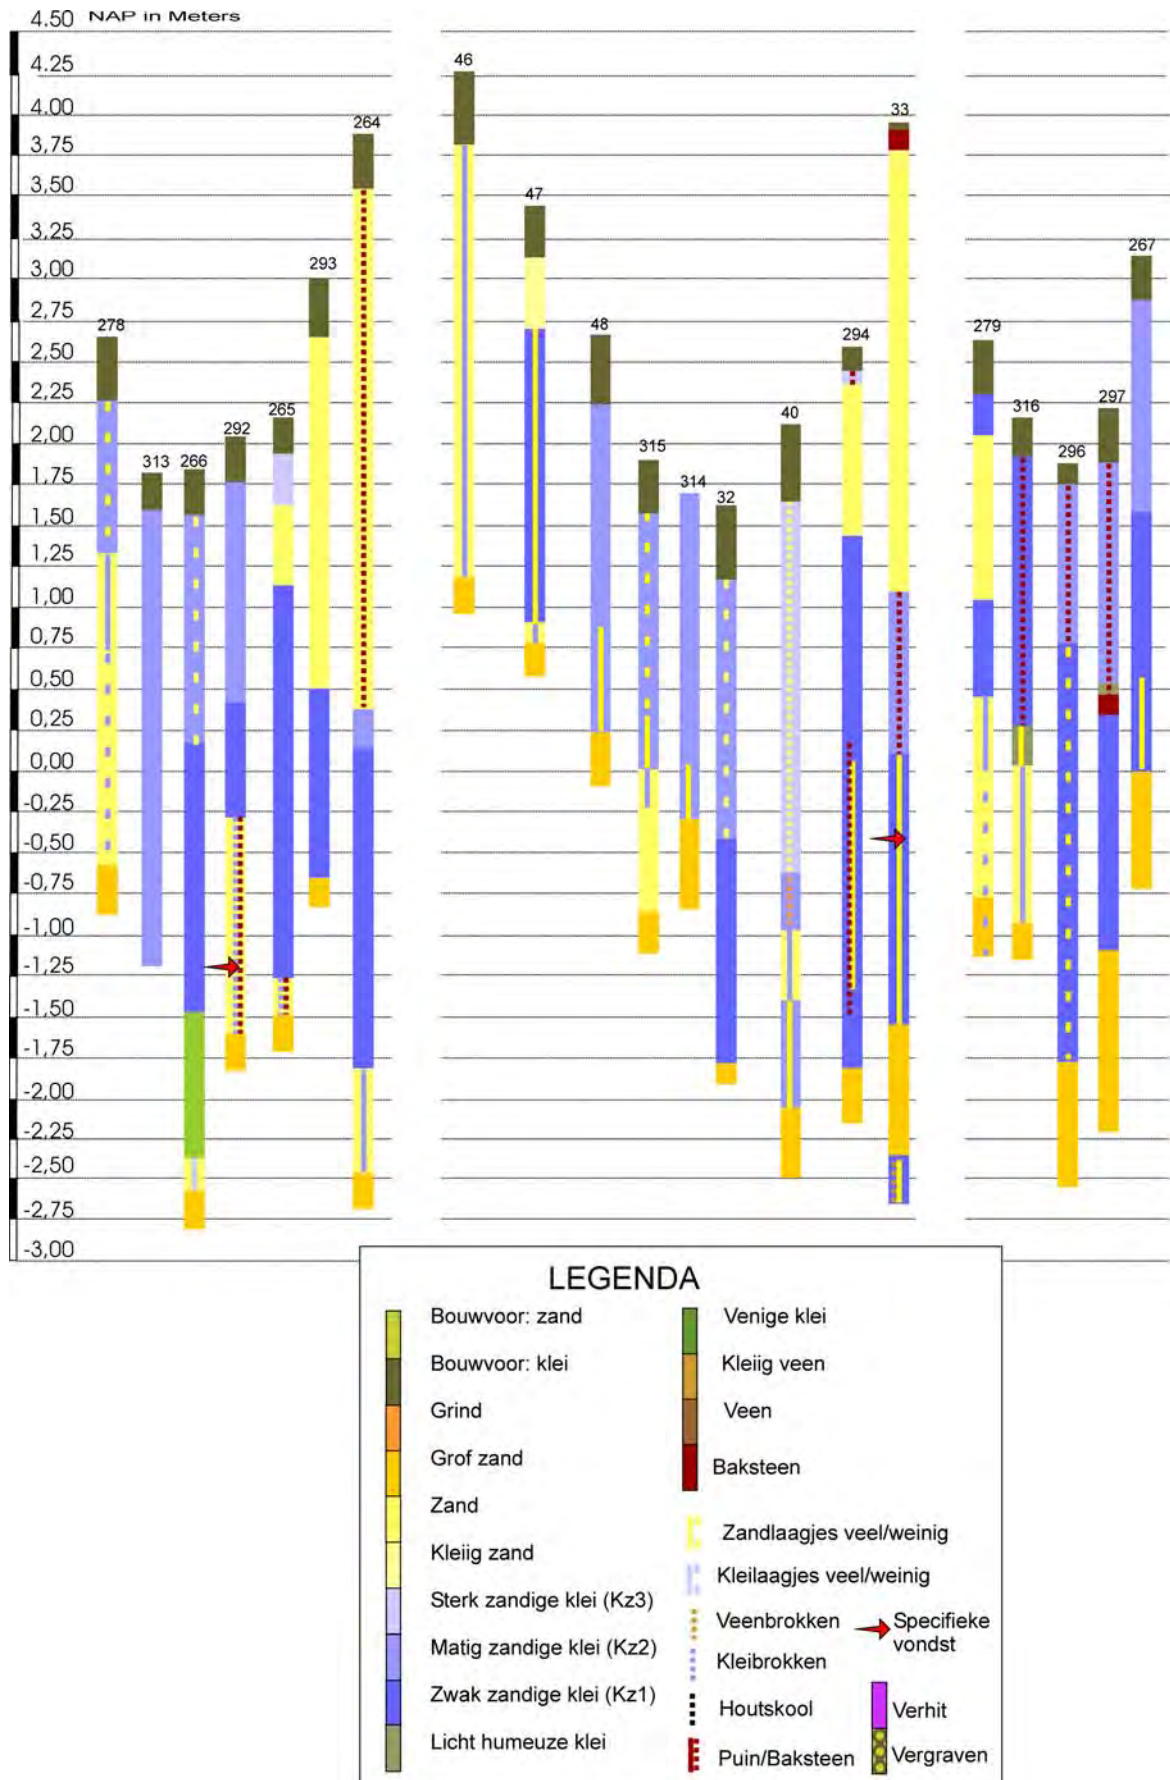 4.50 NAP in Meters
4.25
4.00
3,75
3,50
3,25
3,00
2,75
2,50
2,25
2,00
1,75
1,50
1,25
1,00
0,75
0,50
0,25
0,00
-0,25
-0,50
-0,75
-1,00
-1,25
-1,50
-1,75
-2,00
-2,25
-2,50
-2,75
-3,00
278
313
266
292
265
293
264
46
47
48
315
314
32
40
294
33
279
316
296
297
267
LEGENDA
Bouwvoor: zand
Bouwvoor: klei
Grind
Grof zand
Zand
Kleiig zand
Sterk zandige klei (Kz3)
Matig zandige klei (Kz2)
Zwak zandige klei (Kz1)
Licht humeuze klei
Venige klei
Kleiig veen
Veen
Baksteen
Zandlaagjes veel/weinig
Kleilaagjes veel/weinig
Veenbrokken
Kleibrokken
Houtskool
Puin/Baksteen
Specifieke
vondst
Verhit
Vergraven